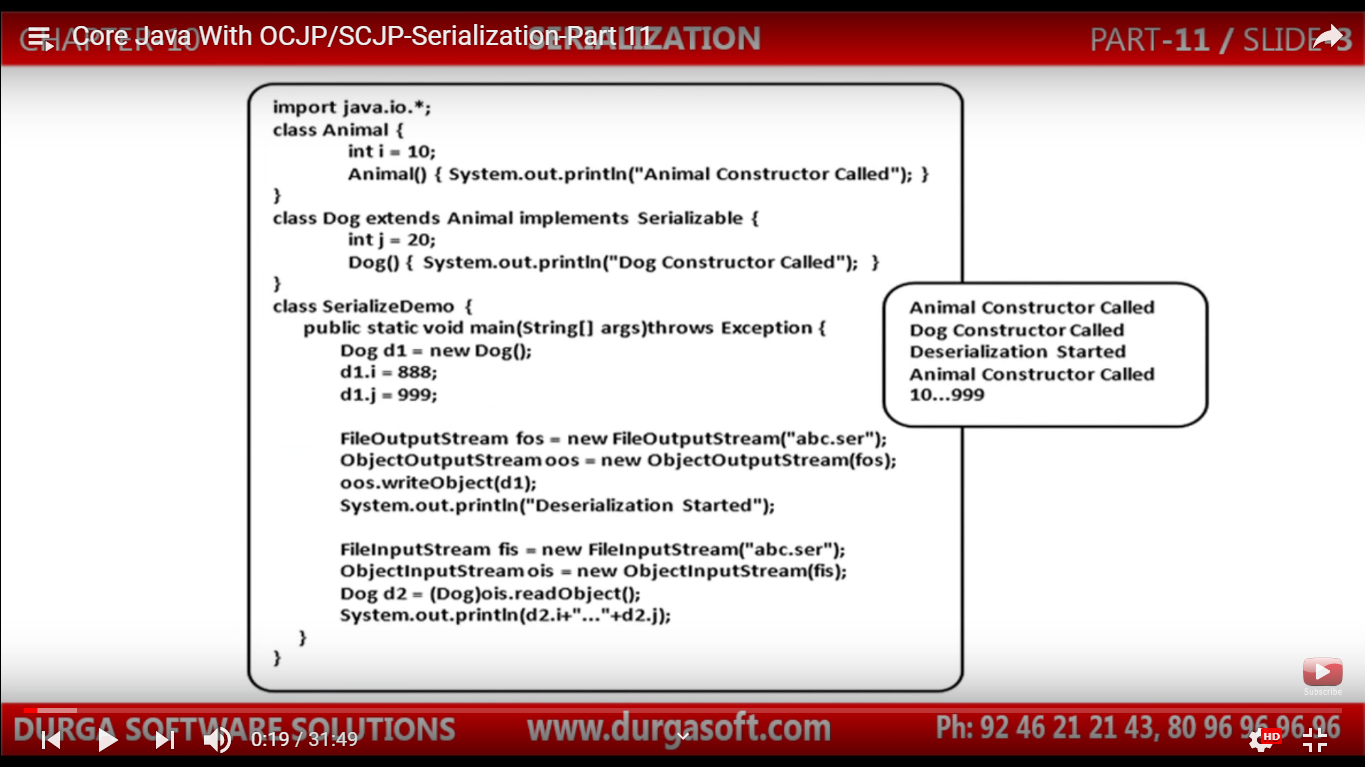 CHAPTER-10
Core Java With OCJP/SCJP-Serialization-Part 11
SERIALIZATION
PART-11 / SLIDE-3
import java.io.*;
class Animal {
int i = 10;
Animal() { System.out.println("Animal Constructor Called"); }
}
class Dog extends Animal implements Serializable {
int j = 20;
Dog() { System.out.println("Dog Constructor Called"); }
}
class SerializeDemo {
public static void main(String[] args)throws Exception {
Dog d1 = new Dog();
d1.i = 888;
d1.j = 999;
FileOutputStream fos = new FileOutputStream("abc.ser");
ObjectOutputStream oos = new ObjectOutputStream(fos);
oos.writeObject(d1);
System.out.println("Deserialization Started");
FileInputStream fis = new FileInputStream("abc.ser");
ObjectInputStream ois = new ObjectInputStream(fis);
Dog d2 = (Dog)ois.readObject();
System.out.println(d2.i+"..."+d2.j);
}
}
Animal Constructor Called
Dog Constructor Called
Deserialization Started
Animal Constructor Called
10...999
Subscribe
DURGA SOFTWARE SOLUTIONS
www.durgasoft.com
Ph: 92 46 21 21 43, 80 96 96 96 96
0:19 / 31:49
HD